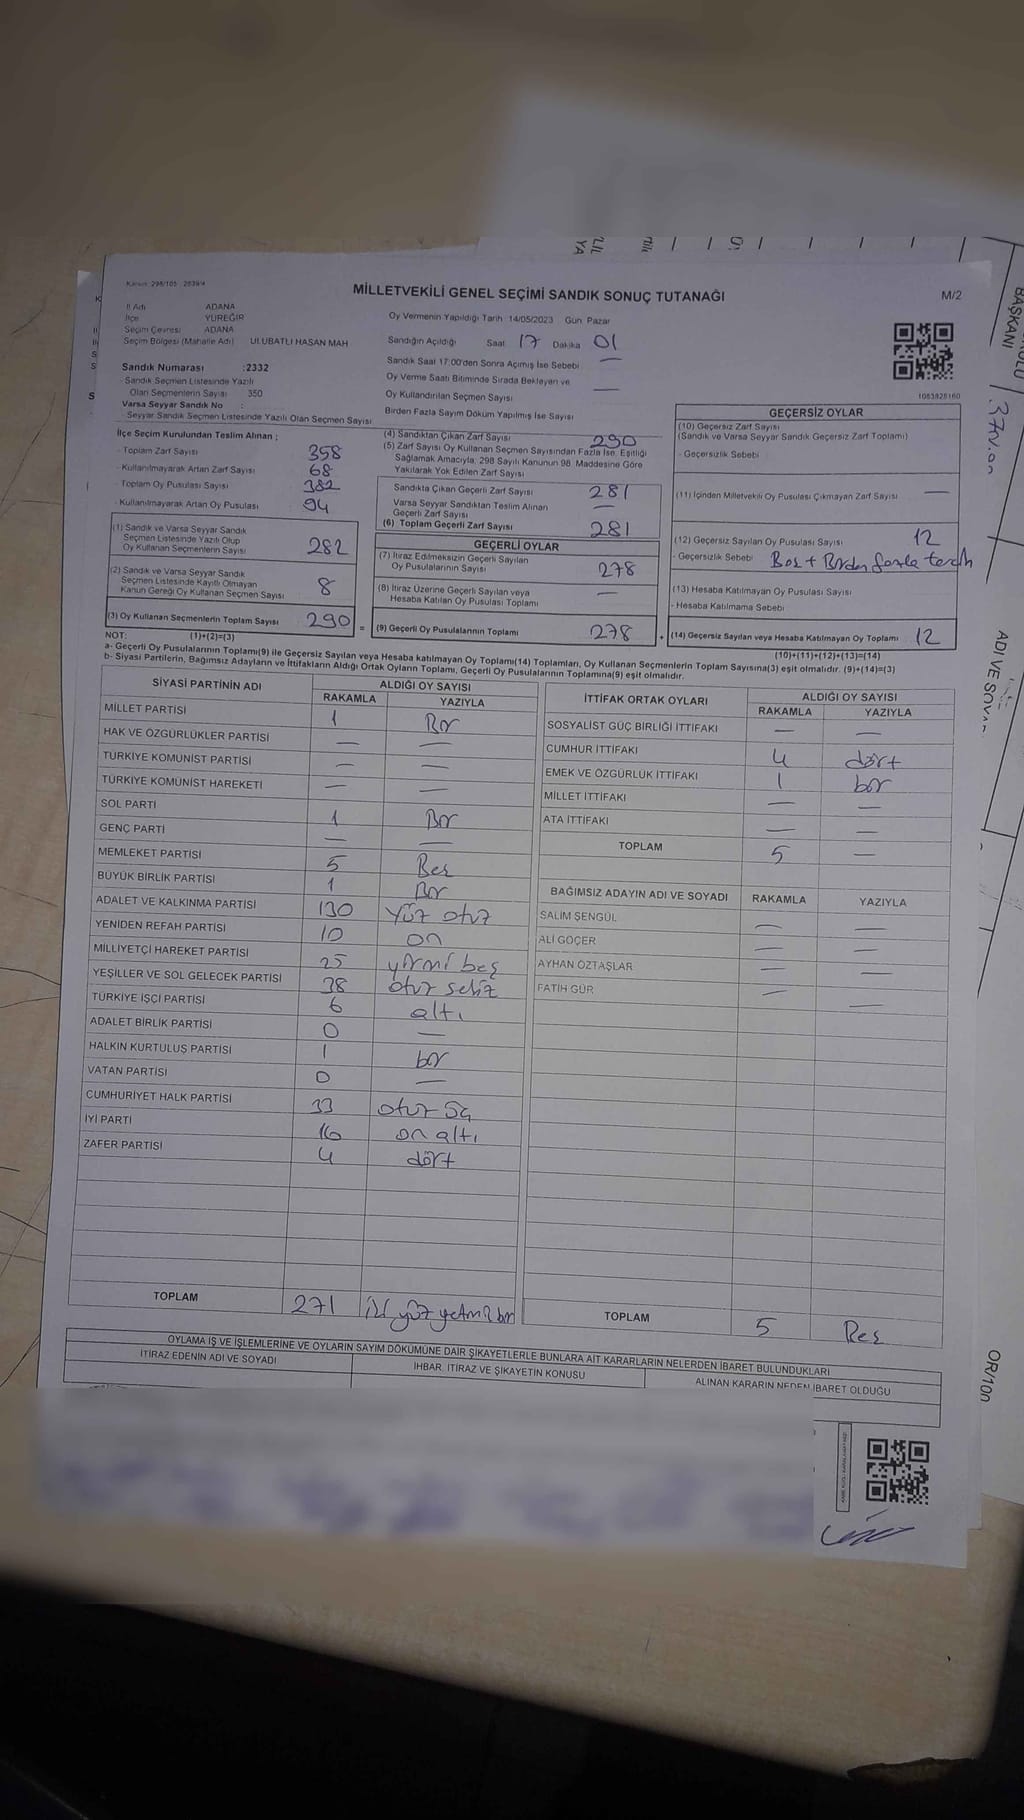 Kanun: 298/105 2839/4
MİLLETVEKİLİ GENEL SEÇİMİ SANDIK SONUÇ TUTANAĞI
M/2
İl Adı ADANA
İlçe YÜREĞİR
Seçim Çevresi ADANA
Seçim Bölgesi (Mahalle Adı) ULUBATLI HASAN MAH
Sandık Numarası :2332
- Sandık Seçmen Listesinde Yazılı
Olan Seçmenlerin Sayısı 350
Varsa Seyyar Sandık No :
- Seyyar Sandık Seçmen Listesinde Yazılı Olan Seçmen Sayısı
Oy Vermenin Yapıldığı Tarih 14/05/2023 Gün Pazar
Sandığın Açıldığı Saat 17 Dakika 01
Sandık Saat 17:00'den Sonra Açılmış İse Sebebi —
Oy Verme Saati Bitiminde Sırada Bekleyen ve
Oy Kullandırılan Seçmen Sayısı —
Birden Fazla Sayım Döküm Yapılmış İse Sayısı
1083828160
İlçe Seçim Kurulundan Teslim Alınan ;
- Toplam Zarf Sayısı 358
- Kullanılmayarak Artan Zarf Sayısı 68
- Toplam Oy Pusulası Sayısı 382
- Kullanılmayarak Artan Oy Pusulası 94
(1) Sandık ve Varsa Seyyar Sandık
Seçmen Listesinde Yazılı Olup
Oy Kullanan Seçmenlerin Sayısı 282
(2) Sandık ve Varsa Seyyar Sandık
Seçmen Listesinde Kayıtlı Olmayan
Kanun Gereği Oy Kullanan Seçmen Sayısı 8
(3) Oy Kullanan Seçmenlerin Toplam Sayısı 290 =
(4) Sandıktan Çıkan Zarf Sayısı 290
(5) Zarf Sayısı Oy Kullanan Seçmen Sayısından Fazla İse, Eşitliği
Sağlamak Amacıyla, 298 Sayılı Kanunun 98. Maddesine Göre
Yakılarak Yok Edilen Zarf Sayısı
Sandıkta Çıkan Geçerli Zarf Sayısı 281
Varsa Seyyar Sandıktan Teslim Alınan
Geçerli Zarf Sayısı —
(6) Toplam Geçerli Zarf Sayısı 281
GEÇERLİ OYLAR
(7) İtiraz Edilmeksizin Geçerli Sayılan
Oy Pusulalarının Sayısı 278
(8) İtiraz Üzerine Geçerli Sayılan veya
Hesaba Katılan Oy Pusulası Toplamı —
(9) Geçerli Oy Pusulalarının Toplamı 278 +
GEÇERSİZ OYLAR
(10) Geçersiz Zarf Sayısı
(Sandık ve Varsa Seyyar Sandık Geçersiz Zarf Toplamı)
- Geçersizlik Sebebi
(11) İçinden Milletvekili Oy Pusulası Çıkmayan Zarf Sayısı —
(12) Geçersiz Sayılan Oy Pusulası Sayısı 12
- Geçersizlik Sebebi Boş + Birden fazla tercih
(13) Hesaba Katılmayan Oy Pusulası Sayısı
- Hesaba Katılmama Sebebi
(14) Geçersiz Sayılan veya Hesaba Katılmayan Oy Toplamı 12
NOT: (1)+(2)=(3)
(10)+(11)+(12)+(13)=(14)
a- Geçerli Oy Pusulalarının Toplamı(9) ile Geçersiz Sayılan veya Hesaba katılmayan Oy Toplamı(14) Toplamları, Oy Kullanan Seçmenlerin Toplam Sayısına(3) eşit olmalıdır. (9)+(14)=(3)
b- Siyasi Partilerin, Bağımsız Adayların ve İttifakların Aldığı Ortak Oyların Toplamı, Geçerli Oy Pusulalarının Toplamına(9) eşit olmalıdır.
SİYASİ PARTİNİN ADI ALDIĞI OY SAYISI
RAKAMLA YAZIYLA
MİLLET PARTİSI 1 Bir
HAK VE ÖZGÜRLÜKLER PARTİSİ — —
TÜRKİYE KOMÜNİST PARTİSİ — —
TÜRKİYE KOMÜNİST HAREKETİ — —
SOL PARTİ 1 Bir
GENÇ PARTİ — —
MEMLEKET PARTİSİ 5 Beş
BÜYÜK BİRLİK PARTİSİ 1 Bir
ADALET VE KALKINMA PARTİSİ 130 Yüz otuz
YENİDEN REFAH PARTİSİ 10 on
MİLLİYETÇİ HAREKET PARTİSİ 25 yirmi beş
YEŞİLLER VE SOL GELECEK PARTİSİ 38 otuz sekiz
TÜRKİYE İŞÇİ PARTİSİ 6 altı
ADALET BİRLİK PARTİSİ 0 —
HALKIN KURTULUŞ PARTİSİ 1 bir
VATAN PARTİSİ 0 —
CUMHURİYET HALK PARTİSİ 33 otuz üç
İYİ PARTİ 16 on altı
ZAFER PARTİSİ 4 dört
TOPLAM 271 iki yüz yetmiş bir
İTTİFAK ORTAK OYLARI ALDIĞI OY SAYISI
RAKAMLA YAZIYLA
SOSYALİST GÜÇ BİRLİĞİ İTTİFAKI — —
CUMHUR İTTİFAKI 4 dört
EMEK VE ÖZGÜRLÜK İTTİFAKI 1 bir
MİLLET İTTİFAKI — —
ATA İTTİFAKI — —
TOPLAM 5 —
BAĞIMSIZ ADAYIN ADI VE SOYADI RAKAMLA YAZIYLA
SALİM ŞENGÜL — —
ALİ GÖÇER — —
AYHAN ÖZTAŞLAR — —
FATİH GÜR — —
TOPLAM 5 Beş
OYLAMA İŞ VE İŞLEMLERİNE VE OYLARIN SAYIM DÖKÜMÜNE DAİR ŞİKAYETLERLE BUNLARA AİT KARARLARIN NELERDEN İBARET BULUNDUKLARI
İTİRAZ EDENİN ADI VE SOYADI
İHBAR, İTİRAZ VE ŞİKAYETİN KONUSU
ALINAN KARARIN NEDEN İBARET OLDUĞU
BAŞKANI
ADI VE SOYA
OR/100